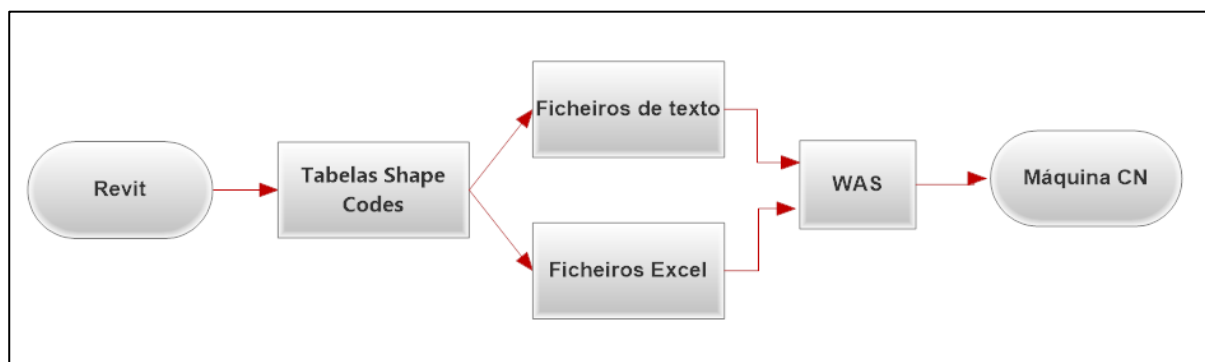 Revit
Tabelas Shape
Codes
Ficheiros de texto
Ficheiros Excel
WAS
Máquina CN